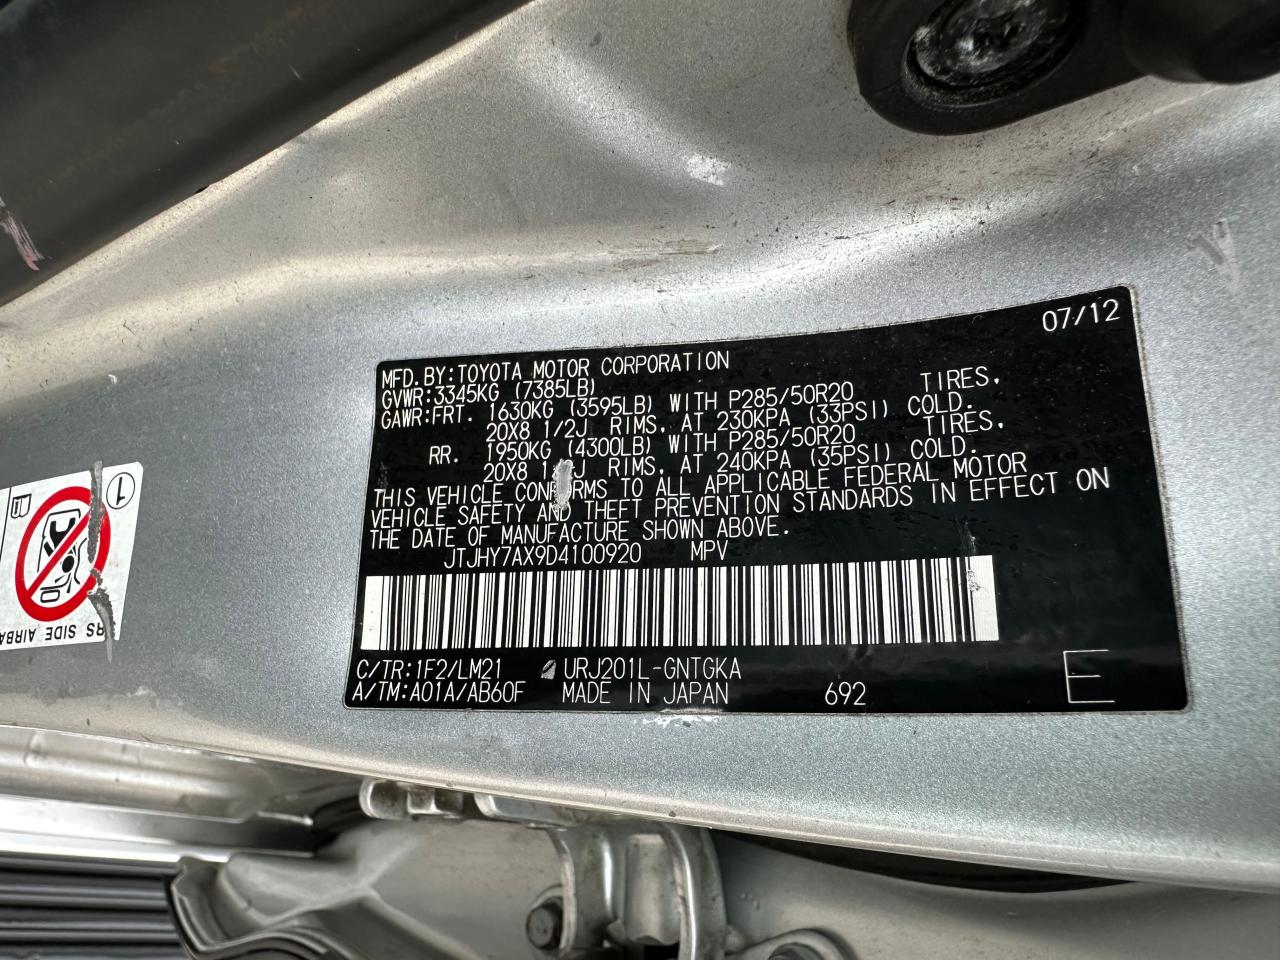 07/12
MFD.BY:TOYOTA MOTOR CORPORATION
GVWR:3345KG (7385LB)
GAWR:FRT. 1630KG (3595LB) WITH P285/50R20 TIRES,
20X8 1/2J RIMS, AT 230KPA (33PSI) COLD.
RR. 1950KG (4300LB) WITH P285/50R20 TIRES,
20X8 1/2J RIMS, AT 240KPA (35PSI) COLD.
THIS VEHICLE CONFORMS TO ALL APPLICABLE FEDERAL MOTOR
VEHICLE SAFETY AND THEFT PREVENTION STANDARDS IN EFFECT ON
THE DATE OF MANUFACTURE SHOWN ABOVE.
JTJHY7AX9D4100920 MPV
C/TR:1F2/LM21 URJ201L-GNTGKA
A/TM:A01A/AB60F MADE IN JAPAN 692 E
1
RS SIDE AIRBA